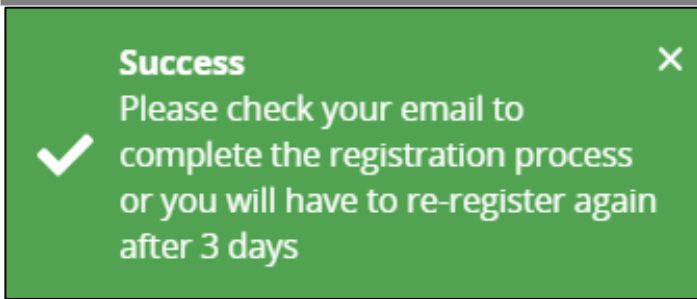 Success
Please check your email to
complete the registration process
or you will have to re-register again
after 3 days